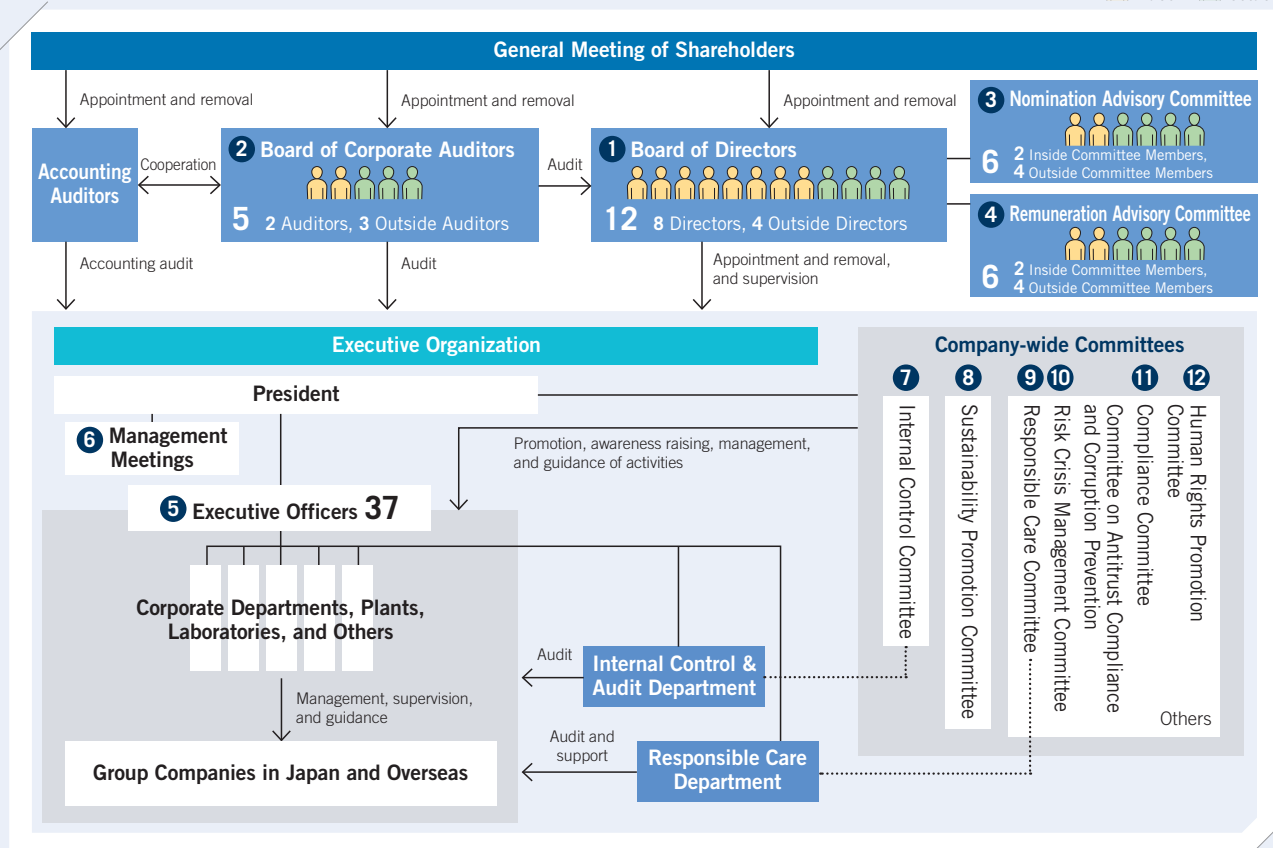 General Meeting of Shareholders
Appointment and removal
Appointment and removal
Appointment and removal
3 Nomination Advisory Committee
6 2 Inside Committee Members,
4 Outside Committee Members
Accounting
Auditors
Cooperation
2 Board of Corporate Auditors
5 2 Auditors, 3 Outside Auditors
Audit
1 Board of Directors
12 8 Directors, 4 Outside Directors
4 Remuneration Advisory Committee
6 2 Inside Committee Members,
4 Outside Committee Members
Accounting audit
Audit
Appointment and removal,
and supervision
Executive Organization
President
6 Management
Meetings
Promotion, awareness raising, management,
and guidance of activities
5 Executive Officers 37
Corporate Departments, Plants,
Laboratories, and Others
Management, supervision,
and guidance
Group Companies in Japan and Overseas
Audit
Internal Control &
Audit Department
Audit and
support
Responsible Care
Department
Company-wide Committees
7
Internal Control Committee
8
Sustainability Promotion Committee
9
Responsible Care Committee
10
Risk Crisis Management Committee
Committee on Antitrust Compliance
and Corruption Prevention
11
Compliance Committee
12
Human Rights Promotion
Committee
Others